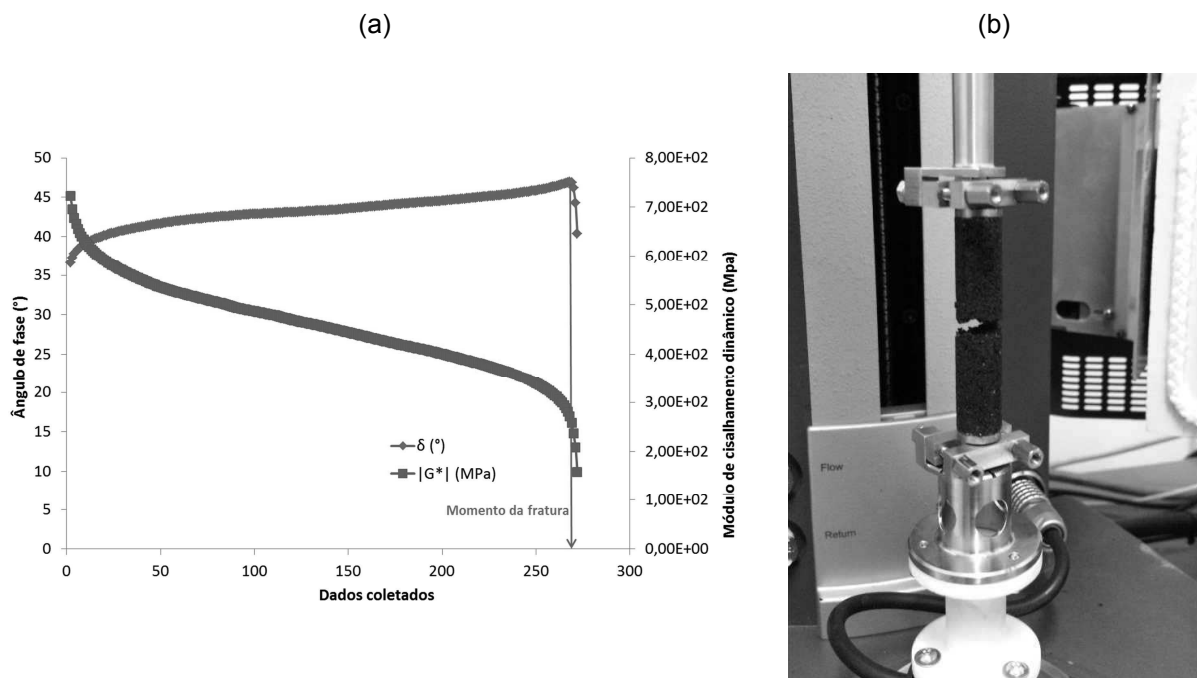 (a)
(b)
50
45
40
35
30
25
20
15
10
5
0
Ângulo de fase (°)
8,00E+02
7,00E+02
6,00E+02
5,00E+02
4,00E+02
3,00E+02
2,00E+02
1,00E+02
0,00E+00
Módulo de cisalhamento dinâmico (Mpa)
δ (°)
|G*| (MPa)
Momento da fratura
0
50
100
150
200
250
300
Dados coletados
Flow
Return